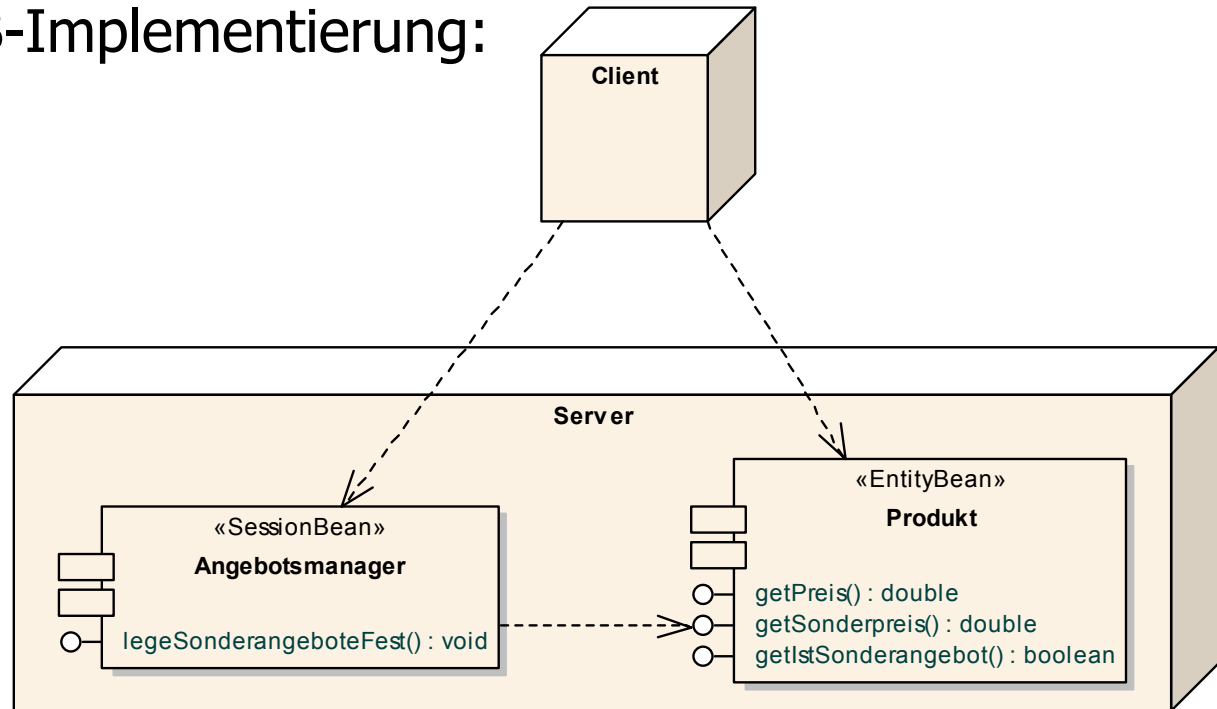 -Implementierung:
Client
Server
«SessionBean»
Angebotsmanager
legeSonderangeboteFest() : void
«EntityBean»
Produkt
getPreis() : double
getSonderpreis() : double
getIstSonderangebot() : boolean